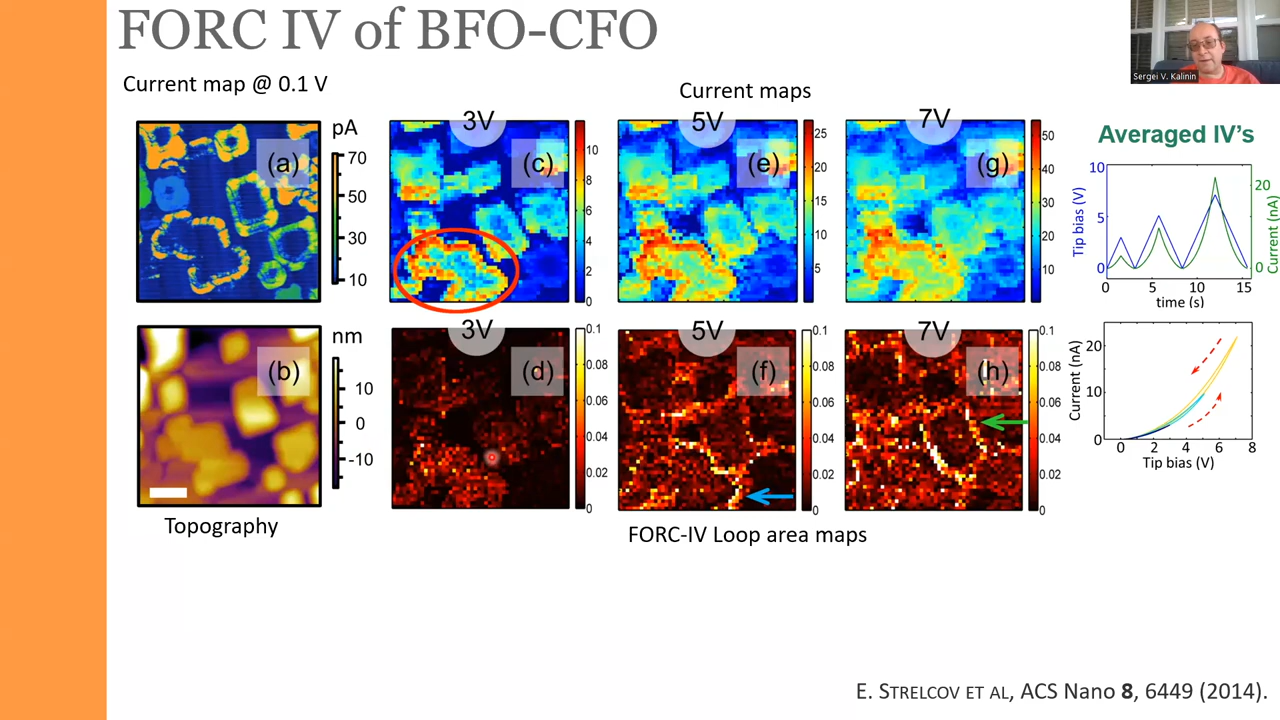 FORC IV of BFO-CFO
Sergei V. Kalinin
Current map @ 0.1 V
Current maps
Averaged IV's
(a)
pA
70
50
30
10
3V
(c)
10
8
6
4
2
0
5V
(e)
25
20
15
10
5
7V
(g)
50
40
30
20
10
Tip bias (V)
10
5
0
20
0
Current (nA)
0 5 10 15
time (s)
(b)
nm
10
0
-10
Topography
3V
(d)
0.1
0.08
0.06
0.04
0.02
0
5V
(f)
0.1
0.08
0.06
0.04
0.02
0
7V
(h)
0.1
0.08
0.06
0.04
0.02
0
Current (nA)
20
10
0
0 2 4 6 8
Tip bias (V)
FORC-IV Loop area maps
E. STRELCOV ET AL, ACS Nano 8, 6449 (2014).